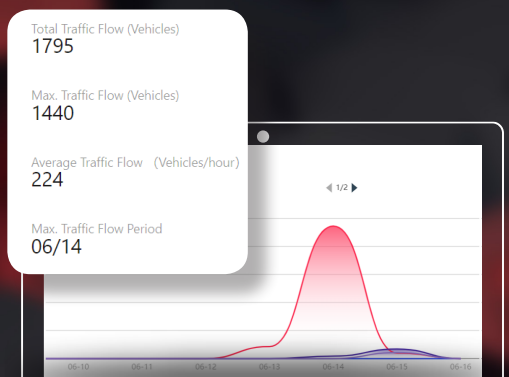 Total Traffic Flow (Vehicles)
1795
Max. Traffic Flow (Vehicles)
1440
Average Traffic Flow (Vehicles/hour)
224
Max. Traffic Flow Period
06/14
1/2
06-10 06-11 06-12 06-13 06-14 06-15 06-16